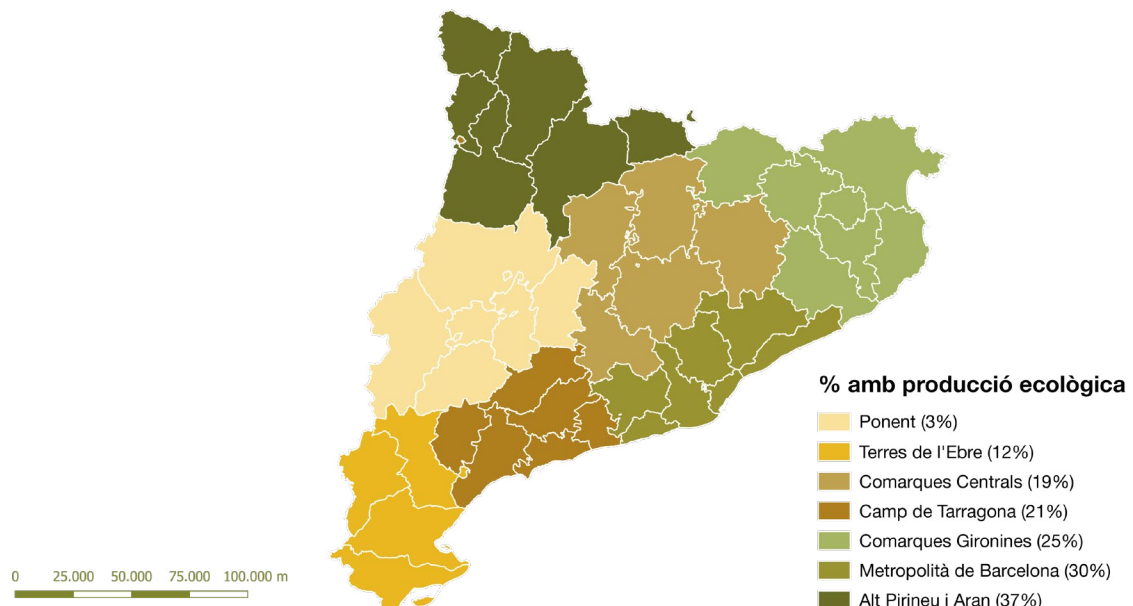 % amb producció ecològica
Ponent (3%)
Terres de l'Ebre (12%)
Comarques Centrals (19%)
Camp de Tarragona (21%)
Comarques Gironines (25%)
Metropolità de Barcelona (30%)
Alt Pirineu i Aran (37%)
0 25.000 50.000 75.000 100.000 m